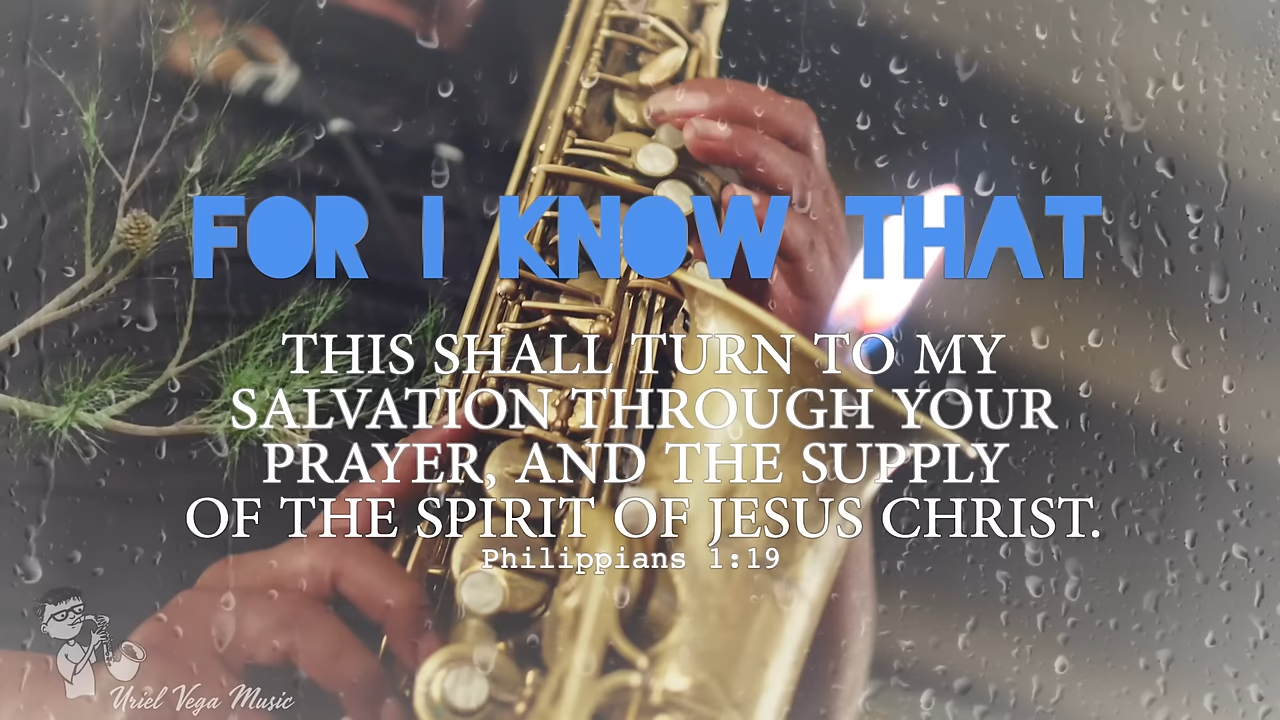 FOR I KNOW THAT
THIS SHALL TURN TO MY
SALVATION THROUGH YOUR
PRAYER, AND THE SUPPLY
OF THE SPIRIT OF JESUS CHRIST.
Philippians 1:19
Uriel Vega Music